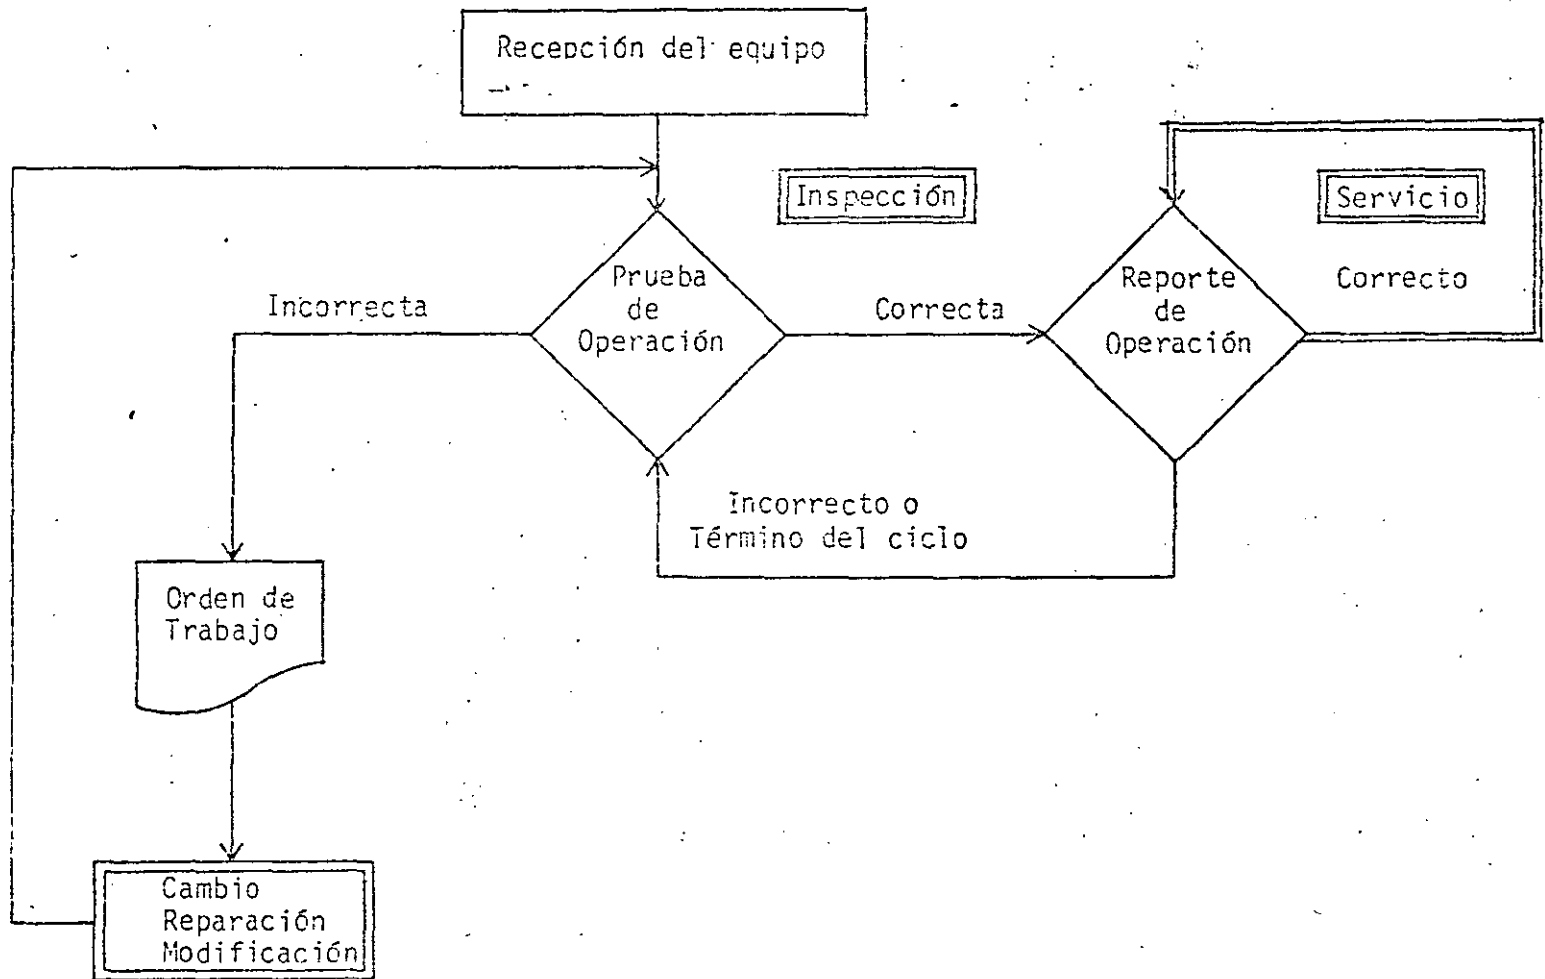 Recepción del equipo
Inspección
Servicio
Prueba
de
Operación
Reporte
de
Operación
Incorrecta
Correcta
Correcto
Incorrecto o
Término del ciclo
Orden de
Trabajo
Cambio
Reparación
Modificación